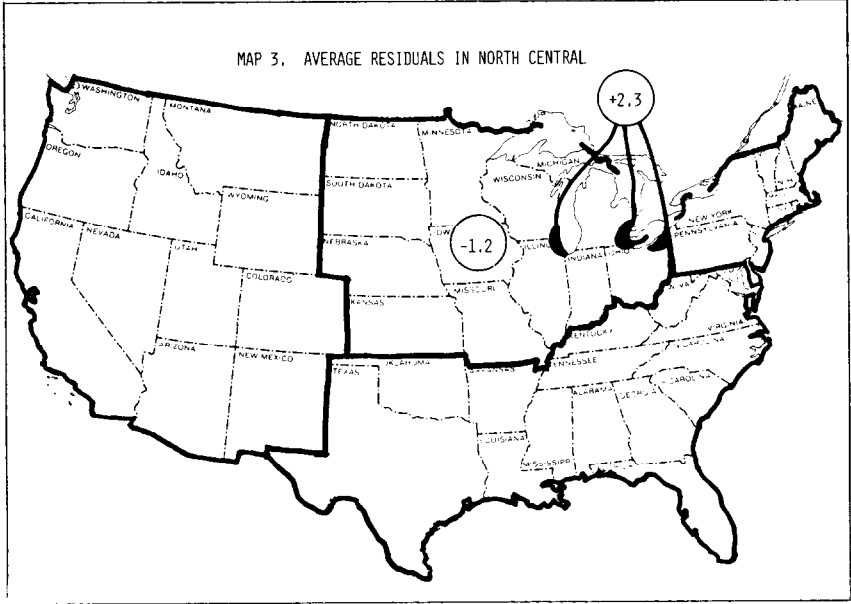 MAP 3. AVERAGE RESIDUALS IN NORTH CENTRAL
+2.3
WASHINGTON
MONTANA
NORTH DAKOTA
MINNESOTA
MICHIGAN
OREGON
IDAHO
SOUTH DAKOTA
WISCONSIN
WYOMING
NEW YORK
CALIFORNIA
NEVADA
NEBRASKA
-1.2
PENNSYLVANIA
UTAH
INDIANA
OHIO
COLORADO
KANSAS
MISSOURI
VIRGINIA
ARIZONA
NEW MEXICO
KENTUCKY
TEXAS
OKLAHOMA
TENNESSEE
ALABAMA
GEORGIA
LOUISIANA
MISSISSIPPI